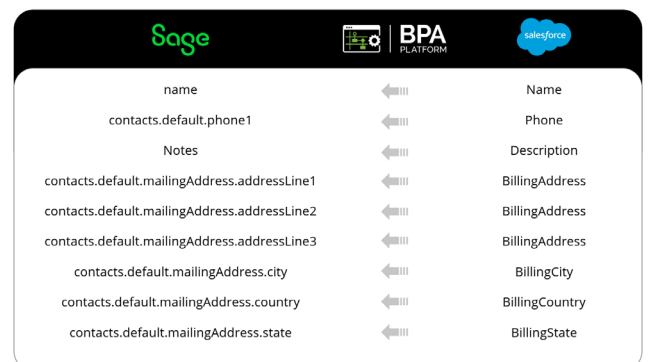 Sage BPA PLATFORM salesforce
name Name
contacts.default.phone1 Phone
Notes Description
contacts.default.mailingAddress.addressLine1 BillingAddress
contacts.default.mailingAddress.addressLine2 BillingAddress
contacts.default.mailingAddress.addressLine3 BillingAddress
contacts.default.mailingAddress.city BillingCity
contacts.default.mailingAddress.country BillingCountry
contacts.default.mailingAddress.state BillingState